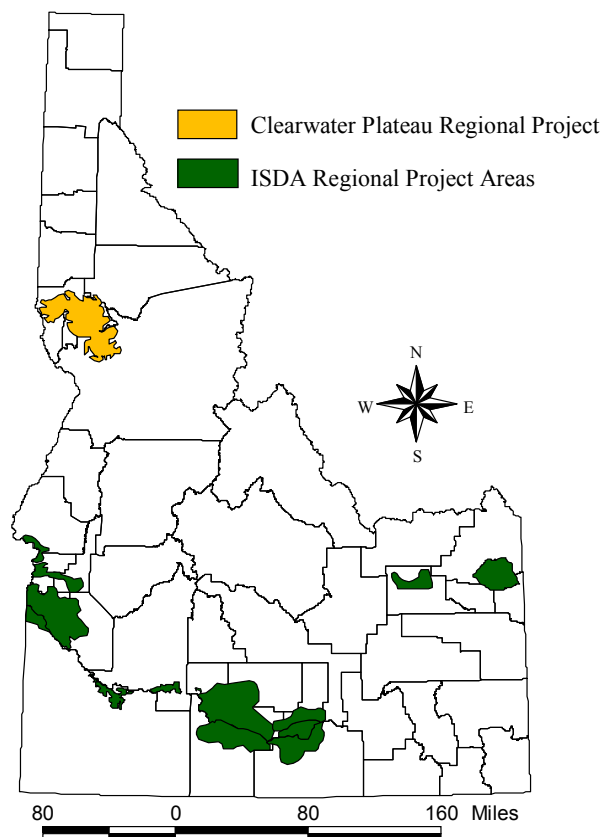 Clearwater Plateau Regional Project
ISDA Regional Project Areas
N
W E
S
80 0 80 160 Miles